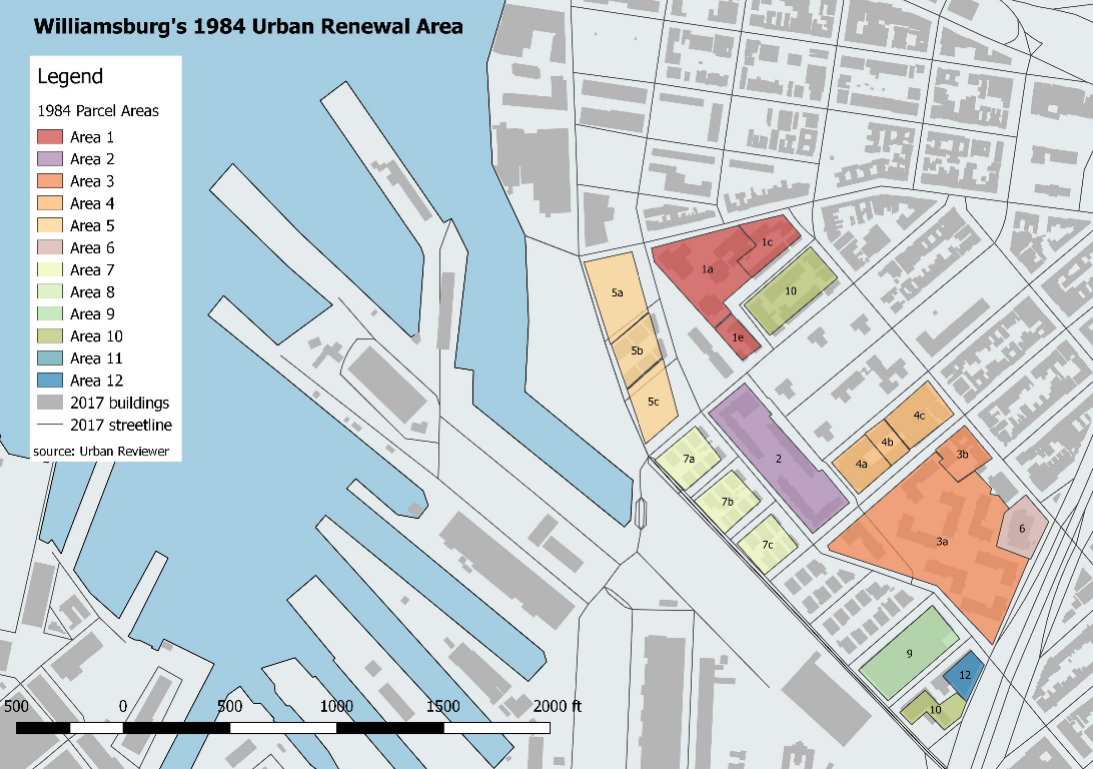 Williamsburg's 1984 Urban Renewal Area
Legend
1984 Parcel Areas
Area 1
Area 2
Area 3
Area 4
Area 5
Area 6
Area 7
Area 8
Area 9
Area 10
Area 11
Area 12
2017 buildings
2017 streetline
source: Urban Reviewer
1c
1a
10
5a
1e
5b
5c
4c
4b
3b
7a
2
4a
7b
6
3a
7c
9
12
10
500 0 500 1000 1500 2000 ft